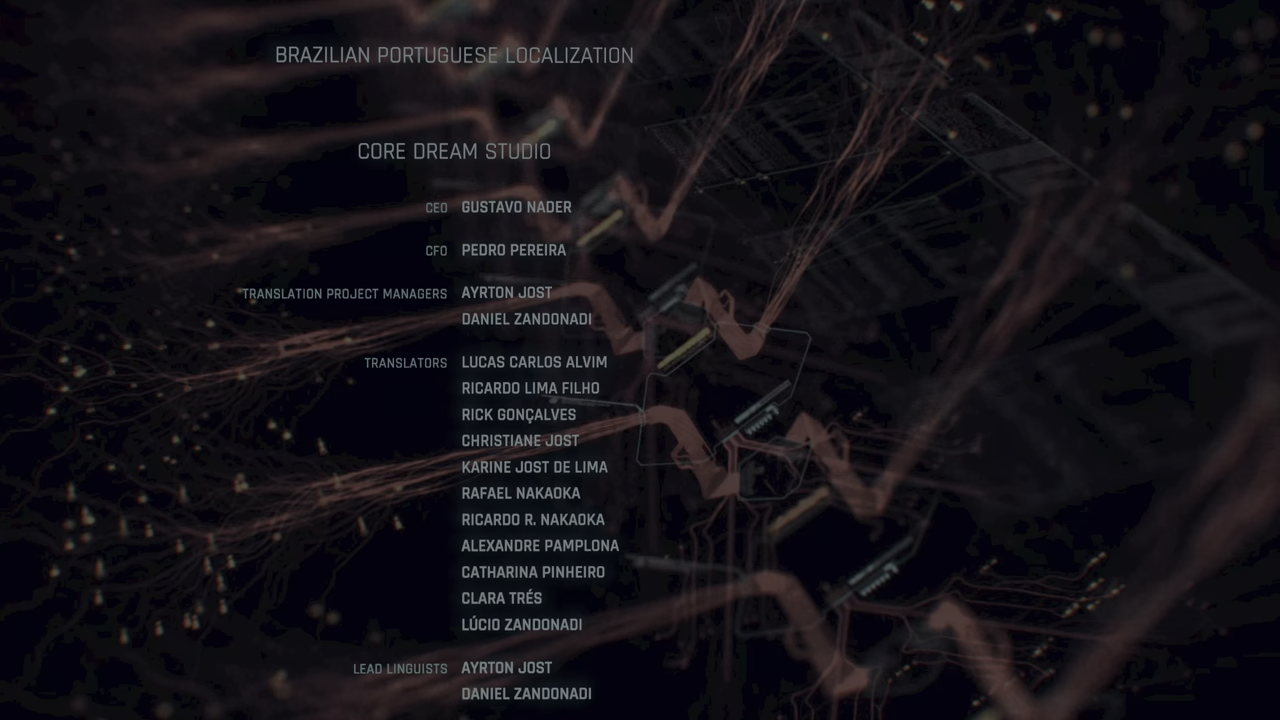 BRAZILIAN PORTUGUESE LOCALIZATION
CORE DREAM STUDIO
CEO GUSTAVO NADER
CFO PEDRO PEREIRA
TRANSLATION PROJECT MANAGERS AYRTON JOST
DANIEL ZANDONADI
TRANSLATORS LUCAS CARLOS ALVIM
RICARDO LIMA FILHO
RICK GONÇALVES
CHRISTIANE JOST
KARINE JOST DE LIMA
RAFAEL NAKAOKA
RICARDO R. NAKAOKA
ALEXANDRE PAMPLONA
CATHARINA PINHEIRO
CLARA TRÉS
LÚCIO ZANDONADI
LEAD LINGUISTS AYRTON JOST
DANIEL ZANDONADI